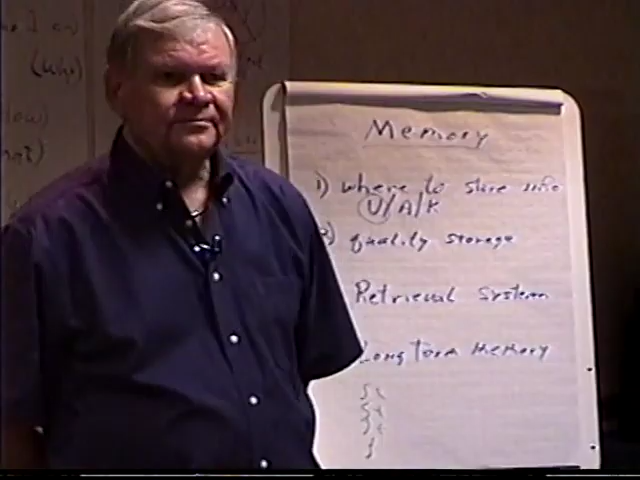 (Why)
Memory
1) where to store info
V/A/K
2) quality storage
Retrieval system
Long Term Memory